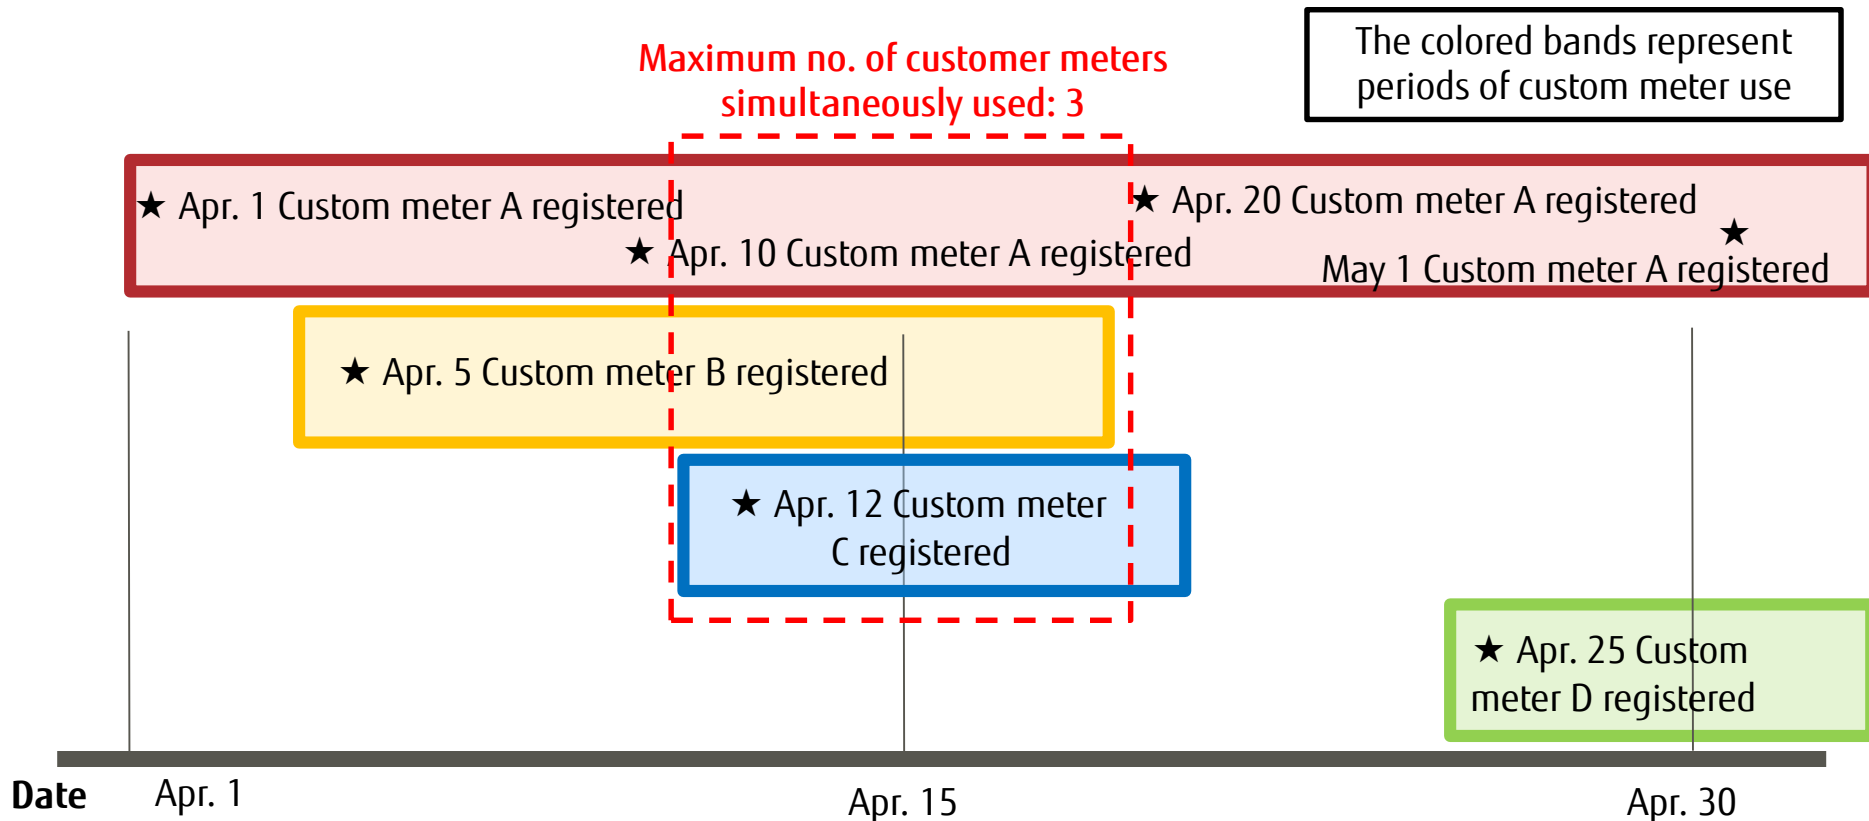 Maximum no. of customer meters
simultaneously used: 3
The colored bands represent
periods of custom meter use
★ Apr. 1 Custom meter A registered
★ Apr. 10 Custom meter A registered
★ Apr. 20 Custom meter A registered
★
May 1 Custom meter A registered
★ Apr. 5 Custom meter B registered
★ Apr. 12 Custom meter
C registered
★ Apr. 25 Custom
meter D registered
Date
Apr. 1
Apr. 15
Apr. 30